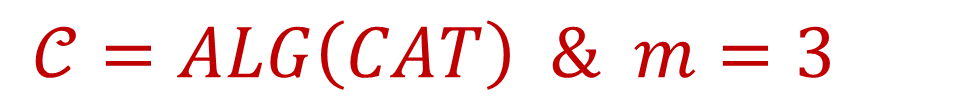 𝒞 = ALG(CAT) & m = 3